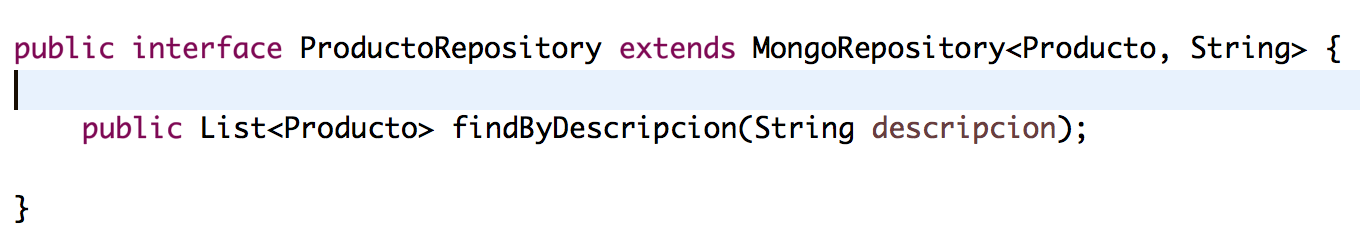 public interface ProductoRepository extends MongoRepository<Producto, String> {
public List<Producto> findByDescripcion(String descripcion);
}